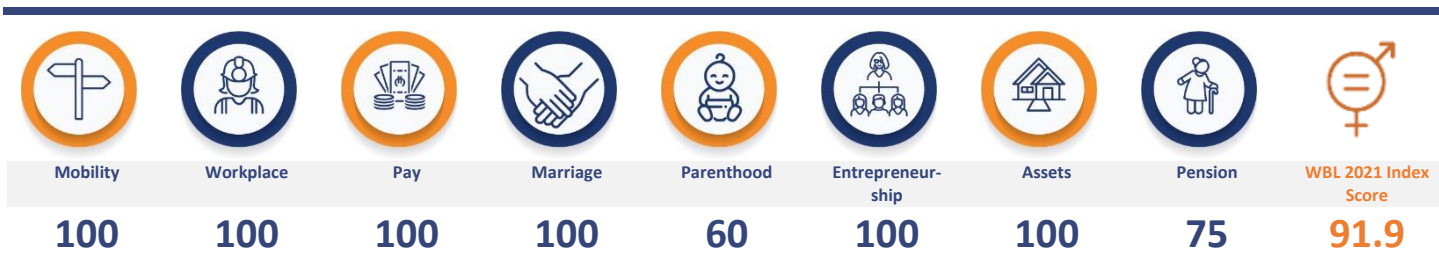 Mobility Workplace Pay Marriage Parenthood Entrepreneur- Assets Pension WBL 2021 Index
ship Score
100 100 100 100 60 100 100 75 91.9